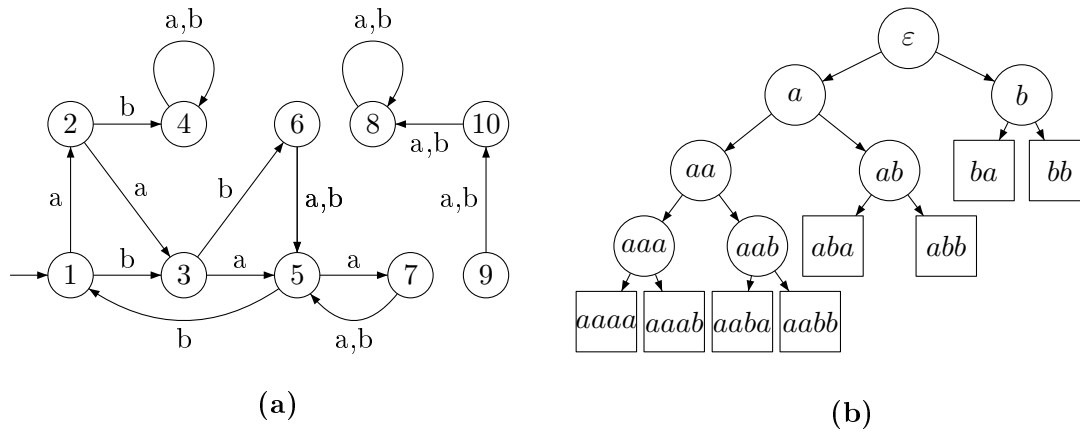 a,b a,b ε
a b
2 b 4 6 8 10
a,b
aa ab ba bb
a a b a,b a,b
1 b 3 a 5 a 7 9
aaa aab aba abb
b a,b
aaaa aaab aaba aabb
(a) (b)